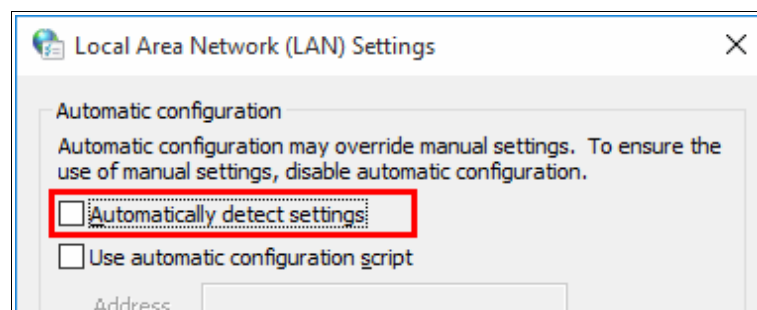 Local Area Network (LAN) Settings
Automatic configuration
Automatic configuration may override manual settings. To ensure the
use of manual settings, disable automatic configuration.
Automatically detect settings
Use automatic configuration script
Address